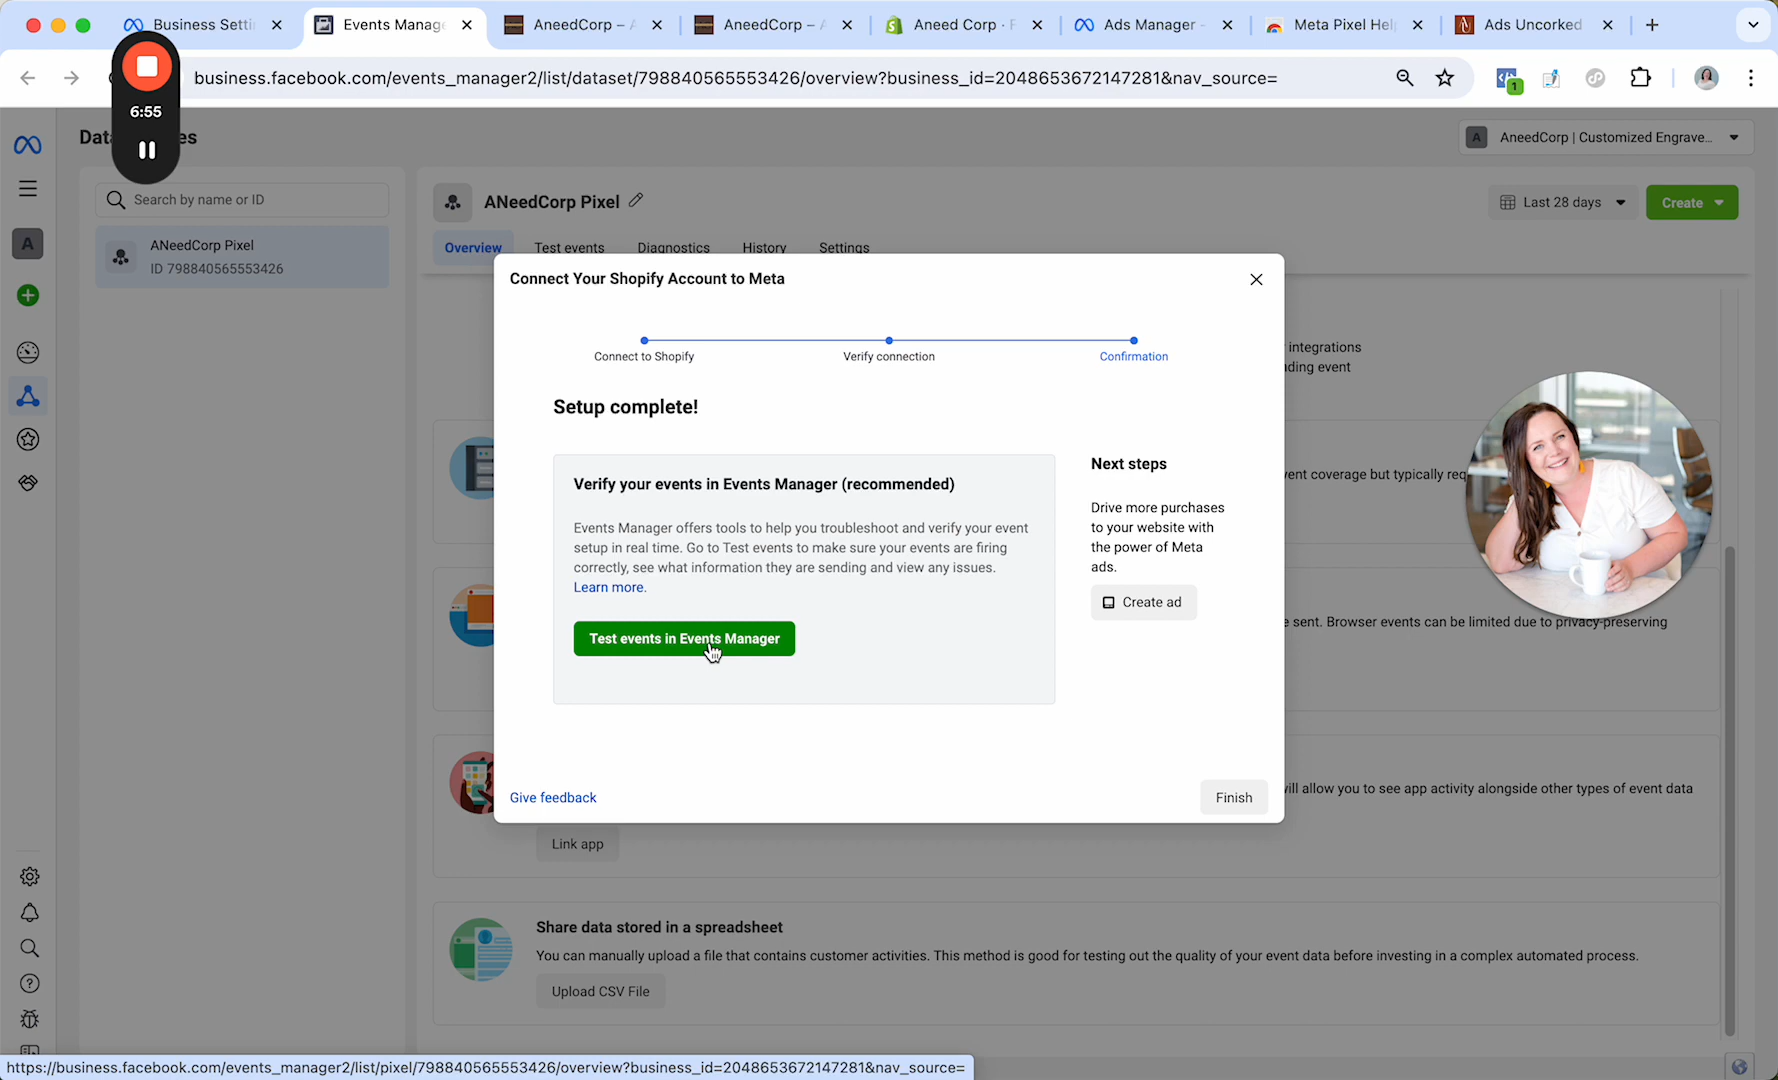 Business Setti
Events Manage
AneedCorp – A
AneedCorp – A
Aneed Corp · F
Ads Manager -
Meta Pixel Hel
Ads Uncorked
business.facebook.com/events_manager2/list/dataset/798840565553426/overview?business_id=2048653672147281&nav_source=
1
6:55
Dat es
A AneedCorp | Customized Engrave...
Search by name or ID
ANeedCorp Pixel
Last 28 days
Create
A
ANeedCorp Pixel
ID 798840565553426
Overview
Test events
Diagnostics
History
Settings
Connect Your Shopify Account to Meta
Connect to Shopify
Verify connection
Confirmation
integrations
ding event
Setup complete!
Verify your events in Events Manager (recommended)
Events Manager offers tools to help you troubleshoot and verify your event
setup in real time. Go to Test events to make sure your events are firing
correctly, see what information they are sending and view any issues.
Learn more.
Test events in Events Manager
Next steps
Drive more purchases
to your website with
the power of Meta
ads.
Create ad
ent coverage but typically req
e sent. Browser events can be limited due to privacy-preserving
ill allow you to see app activity alongside other types of event data
Give feedback
Finish
Link app
Share data stored in a spreadsheet
You can manually upload a file that contains customer activities. This method is good for testing out the quality of your event data before investing in a complex automated process.
Upload CSV File
https://business.facebook.com/events_manager2/list/pixel/798840565553426/overview?business_id=2048653672147281&nav_source=